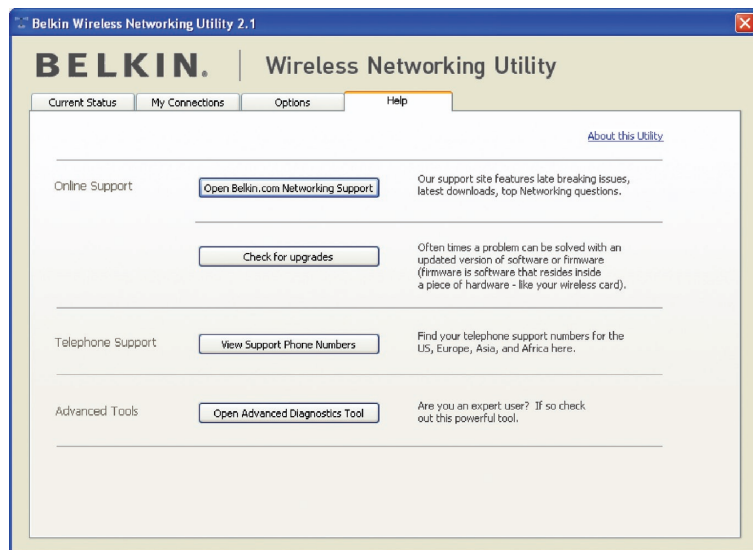 Belkin Wireless Networking Utility 2.1
BELKIN. | Wireless Networking Utility
Current Status
My Connections
Options
Help
About this Utility
Online Support
Open Belkin.com Networking Support
Our support site features late breaking issues,
latest downloads, top Networking questions.
Check for upgrades
Often times a problem can be solved with an
updated version of software or firmware
(firmware is software that resides inside
a piece of hardware - like your wireless card).
Telephone Support
View Support Phone Numbers
Find your telephone support numbers for the
US, Europe, Asia, and Africa here.
Advanced Tools
Open Advanced Diagnostics Tool
Are you an expert user? If so check
out this powerful tool.